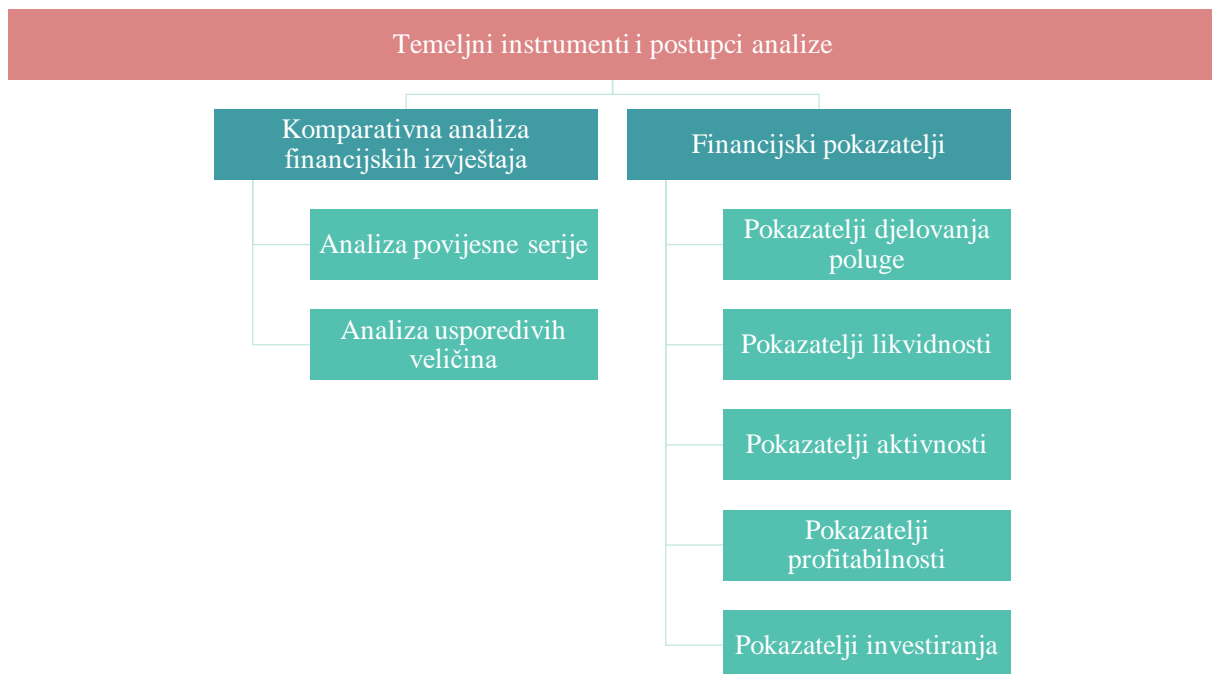 Temeljni instrumenti i postupci analize
Komparativna analiza
financijskih izvještaja
Analiza povijesne serije
Analiza usporedivih
veličina
Financijski pokazatelji
Pokazatelji djelovanja
poluge
Pokazatelji likvidnosti
Pokazatelji aktivnosti
Pokazatelji
profitabilnosti
Pokazatelji investiranja